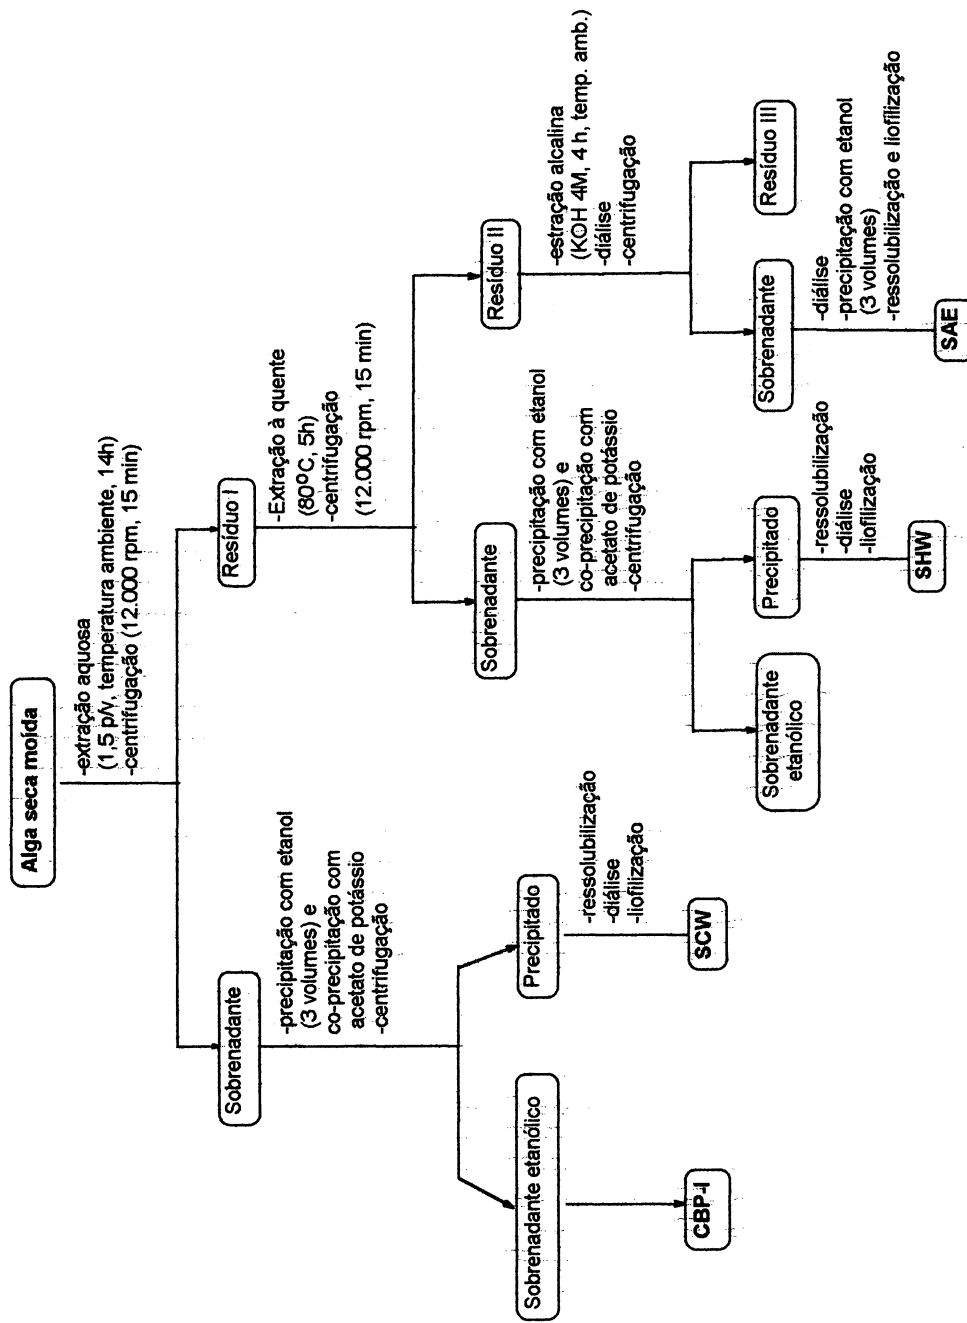 Alga seca moída
-extração aquosa
(1,5 p/v, temperatura ambiente, 14h)
-centrifugação (12.000 rpm, 15 min)
Sobrenadante
-precipitação com etanol
(3 volumes) e
co-precipitação com
acetato de potássio
-centrifugação
Sobrenadante etanólico
CBP-I
Precipitado
-ressolubilização
-diálise
-liofilização
SCW
Resíduo I
-Extração à quente
(80ºC, 5h)
-centrifugação
(12.000 rpm, 15 min)
Sobrenadante
-precipitação com etanol
(3 volumes) e
co-precipitação com
acetato de potássio
-centrifugação
Sobrenadante
etanólico
Precipitado
-ressolubilização
-diálise
-liofilização
SHW
Resíduo II
-estração alcalina
(KOH 4M, 4 h, temp. amb.)
-diálise
-centrifugação
Sobrenadante
-diálise
-precipitação com etanol
(3 volumes)
-ressolubilização e liofilização
SAE
Resíduo III